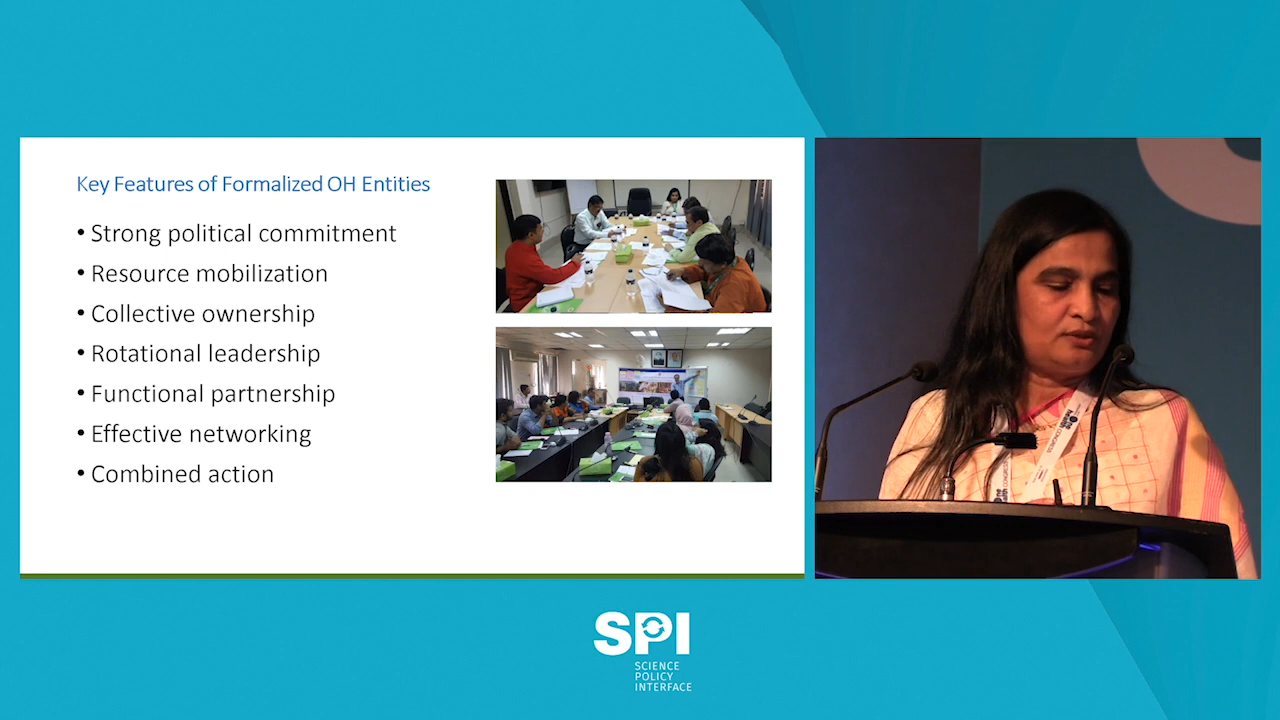 Key Features of Formalized OH Entities
• Strong political commitment
• Resource mobilization
• Collective ownership
• Rotational leadership
• Functional partnership
• Effective networking
• Combined action
SPI
SCIENCE
POLICY
INTERFACE